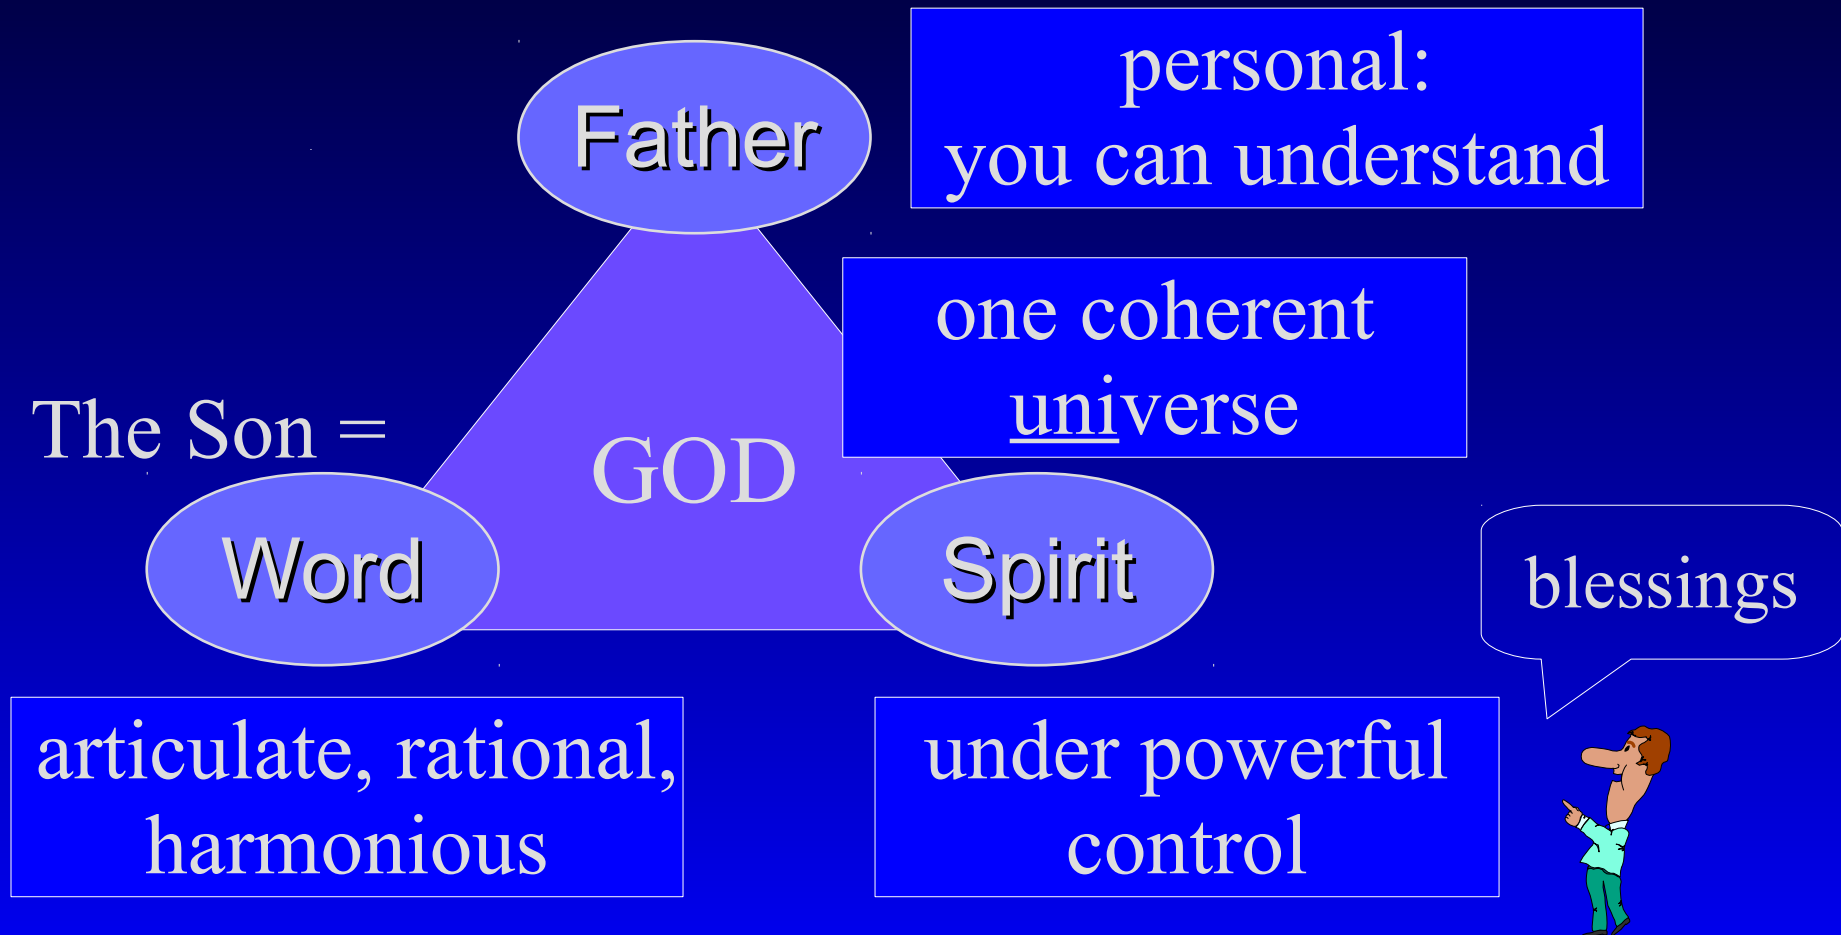 Father
personal:
you can understand
one coherent
universe
The Son =
GOD
Word
Spirit
blessings
articulate, rational,
harmonious
under powerful
control